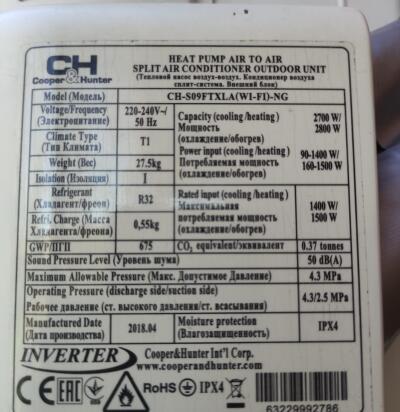 CH
Cooper&Hunter
HEAT PUMP AIR TO AIR
SPLIT AIR CONDITIONER OUTDOOR UNIT
(Тепловой насос воздух-воздух. Кондиционер воздуха
сплит-система. Внешний блок)
Model (Модель) CH-S09FTXLA(WI-FI)-NG
Voltage/Frequency
(Электропитание)
220-240V~/
50 Hz
Capacity (cooling/heating)
Мощность
(охлаждение/обогрев)
2700 W/
2800 W
Climate Type
(Тип Климата)
T1
Power input (cooling/heating)
Потребляемая мощность
(охлаждение/обогрев)
90-1400 W/
160-1500 W
Weight (Вес) 27.5kg
Isolation (Изоляция) I
Refrigerant
(Хладагент/фреон)
R32
Rated input (cooling/heating)
Максимальная
потребляемая мощность
(охлаждение/обогрев)
1400 W/
1500 W
Refri. Charge (Масса
Хладагента/фреона)
0,55kg
GWP/ПГП 675
CO2 equivalent/эквивалент 0.37 tonnes
Sound Pressure Level (Уровень шума) 50 dB(A)
Maximum Allowable Pressure (Макс. Допустимое Давление) 4.3 MPa
Operating Pressure (discharge side/suction side)
Рабочее давление (ст. высокого давления/ст. всасывания
4.3/2.5 MPa
Manufactured Date
(Дата производства)
2018.04
Moisture protection
(Влагозащищенность)
IPX4
INVERTER
Cooper&Hunter Int'l Corp.
www.cooperandhunter.com
CE EAC RoHS IPX4
63229992786